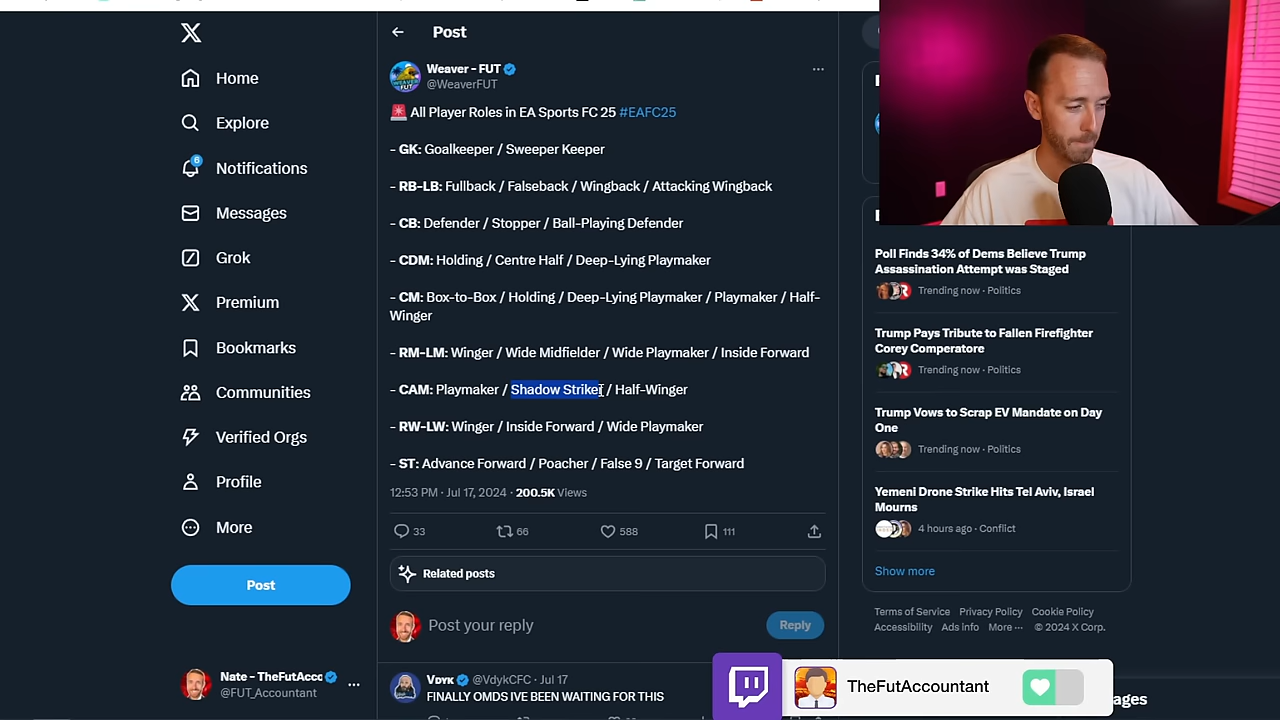 Home
Explore
6
Notifications
Messages
Grok
Premium
Bookmarks
Communities
Verified Orgs
Profile
More
Post
Nate - TheFutAcc
@FUT_Accountant
Post
Weaver - FUT
@WeaverFUT
All Player Roles in EA Sports FC 25 #EAFC25
- GK: Goalkeeper / Sweeper Keeper
- RB-LB: Fullback / Falseback / Wingback / Attacking Wingback
- CB: Defender / Stopper / Ball-Playing Defender
- CDM: Holding / Centre Half / Deep-Lying Playmaker
- CM: Box-to-Box / Holding / Deep-Lying Playmaker / Playmaker / Half-
Winger
- RM-LM: Winger / Wide Midfielder / Wide Playmaker / Inside Forward
- CAM: Playmaker / Shadow Striker / Half-Winger
- RW-LW: Winger / Inside Forward / Wide Playmaker
- ST: Advance Forward / Poacher / False 9 / Target Forward
12:53 PM · Jul 17, 2024 · 200.5K Views
33
66
588
111
Related posts
Post your reply
Reply
Vᴅʏᴋ @VdykCFC · Jul 17
FINALLY OMDS IVE BEEN WAITING FOR THIS
Poll Finds 34% of Dems Believe Trump
Assassination Attempt was Staged
Trending now · Politics
Trump Pays Tribute to Fallen Firefighter
Corey Comperatore
Trending now · Politics
Trump Vows to Scrap EV Mandate on Day
One
Trending now · Politics
Yemeni Drone Strike Hits Tel Aviv, Israel
Mourns
4 hours ago · Conflict
Show more
Terms of Service Privacy Policy Cookie Policy
Accessibility Ads info More ··· © 2024 X Corp.
TheFutAccountant